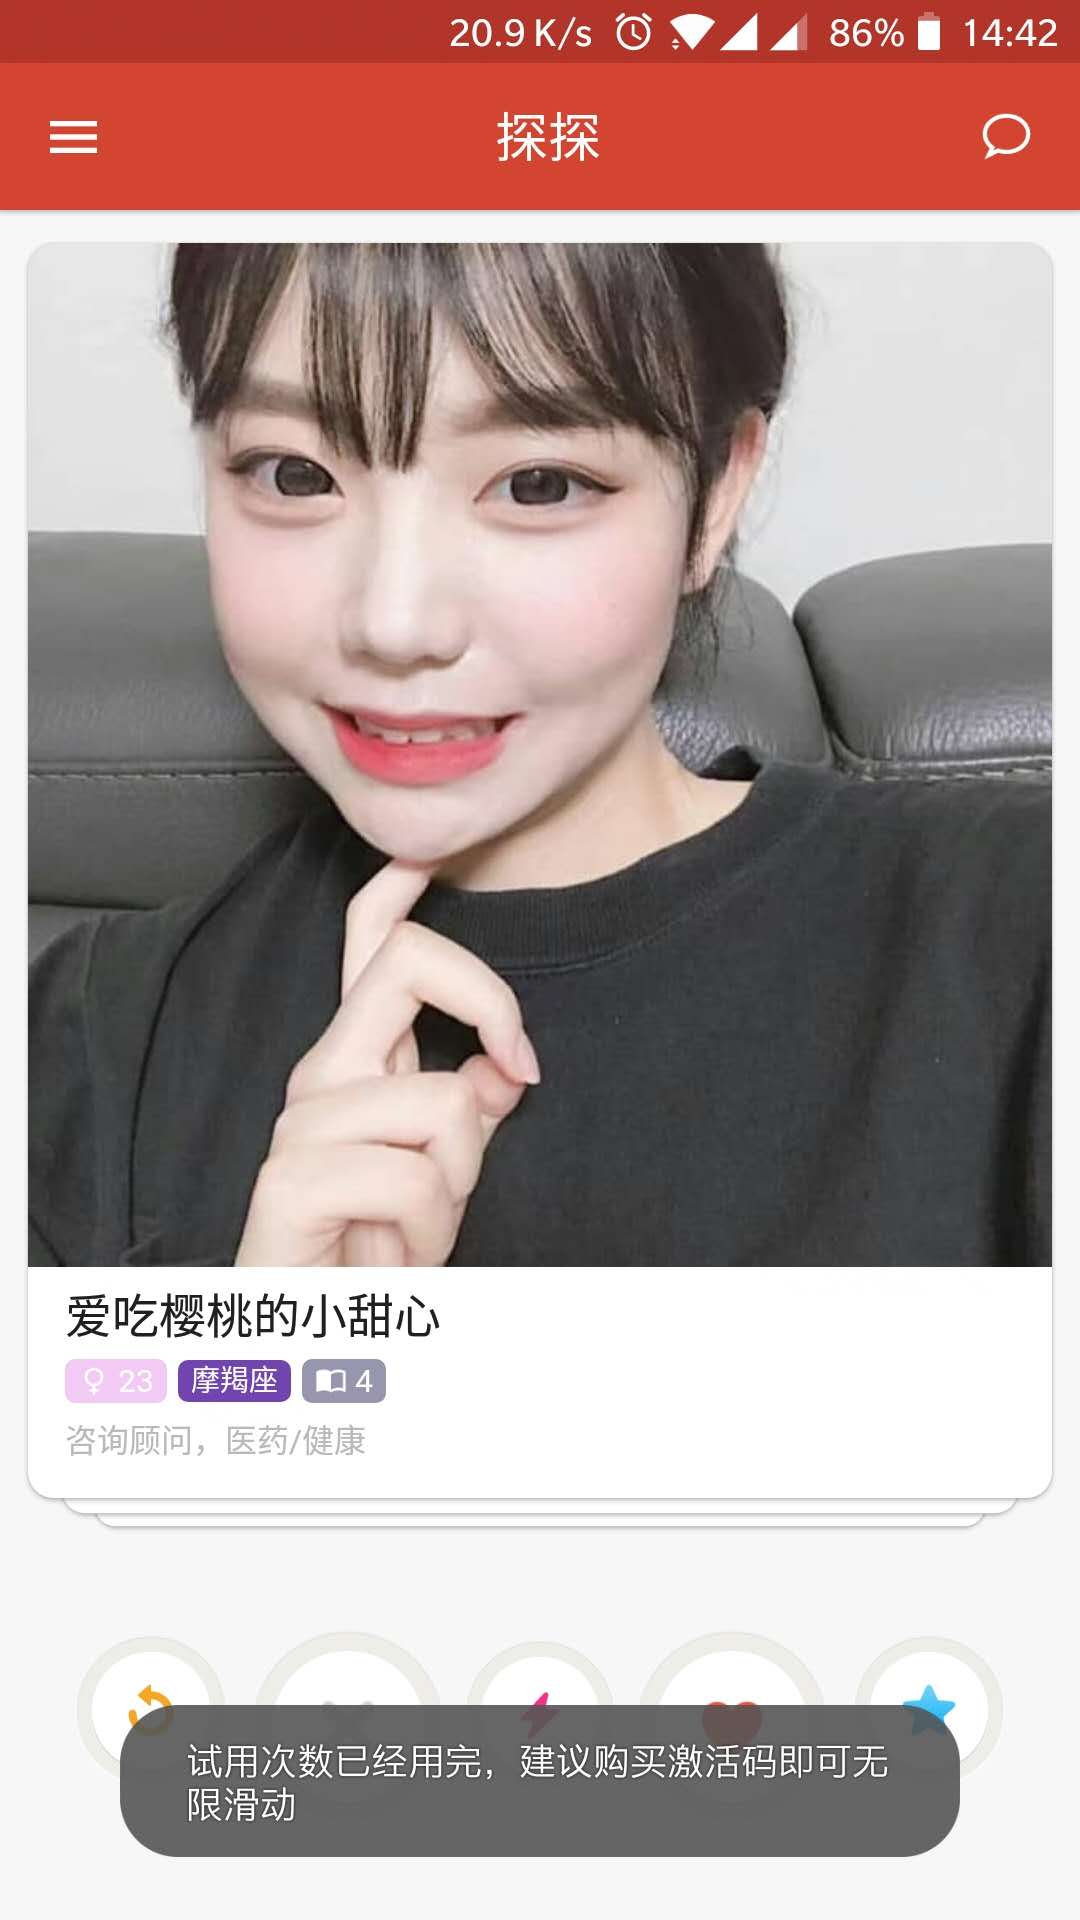 20.9 K/s 86% 14:42
探探
爱吃樱桃的小甜心
23 摩羯座 4
咨询顾问，医药/健康
试用次数已经用完，建议购买激活码即可无
限滑动